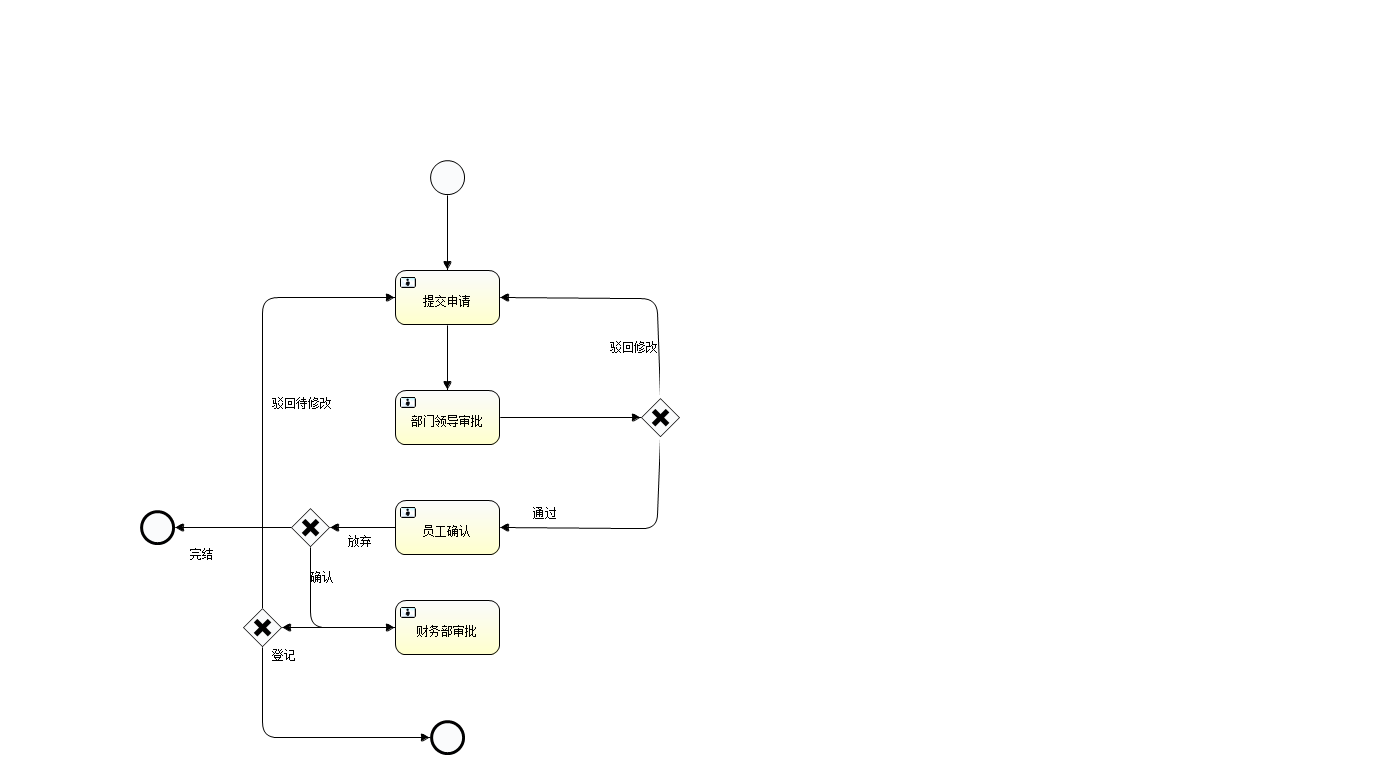 提交申请
驳回修改
驳回待修改
部门领导审批
通过
员工确认
放弃
完结
确认
财务部审批
登记